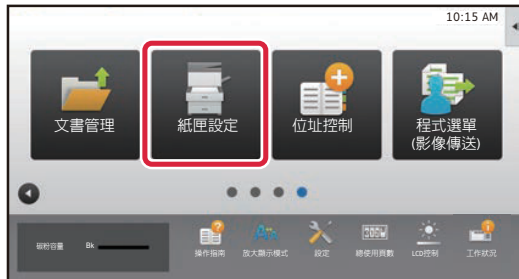 10:15 AM
文書管理
紙匣設定
位址控制
程式選單
(影像傳送)
碳粉容量
Bk
操作指南
放大顯示模式
設定
總使用頁數
LCD控制
工作狀況